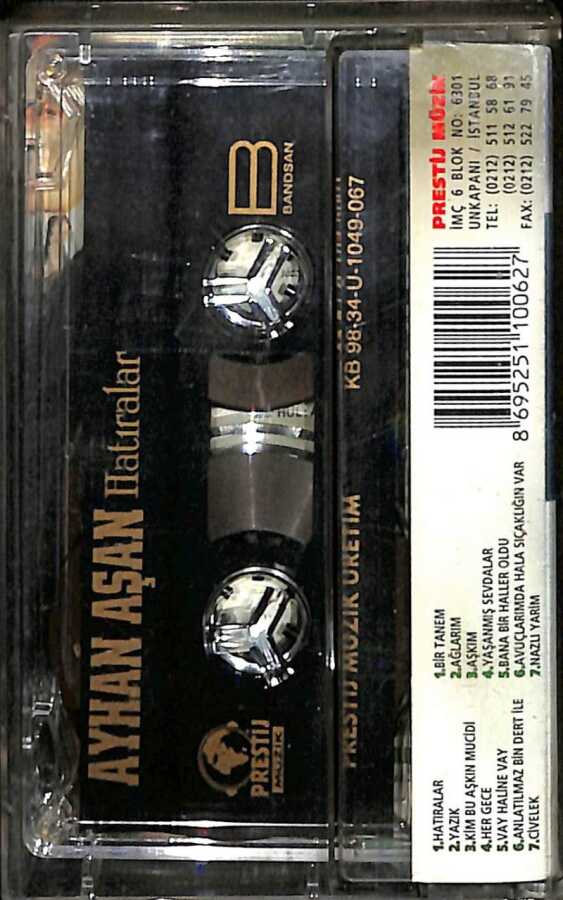 AYHAN AŞAN Hatıralar
PRESTİJ
MÜZİK
B
BANDSAN
PRESTİJ MÜZİK ÜRETİM
KB 98-34-U-1049-067
1.HATIRALAR
2.YAZIK
3.KİM BU AŞKIN MUCİDİ
4.HER GECE
5.VAY HALİNE VAY
6.ANLATILMAZ BİN DERT İLE
7.CİVELEK
1.BİR TANEM
2.AĞLARIM
3.AŞKIM
4.YAŞANMIŞ SEVDALAR
5.BANA BİR HALLER OLDU
6.AVUÇLARIMDA HALA SICAKLIĞIN VAR
7.NAZLI YARİM
8 695251 100627
PRESTİJ MÜZİK
İMÇ 6 BLOK NO: 6301
UNKAPANI / İSTANBUL
TEL: (0212) 511 58 68
(0212) 512 61 91
FAX: (0212) 522 79 45